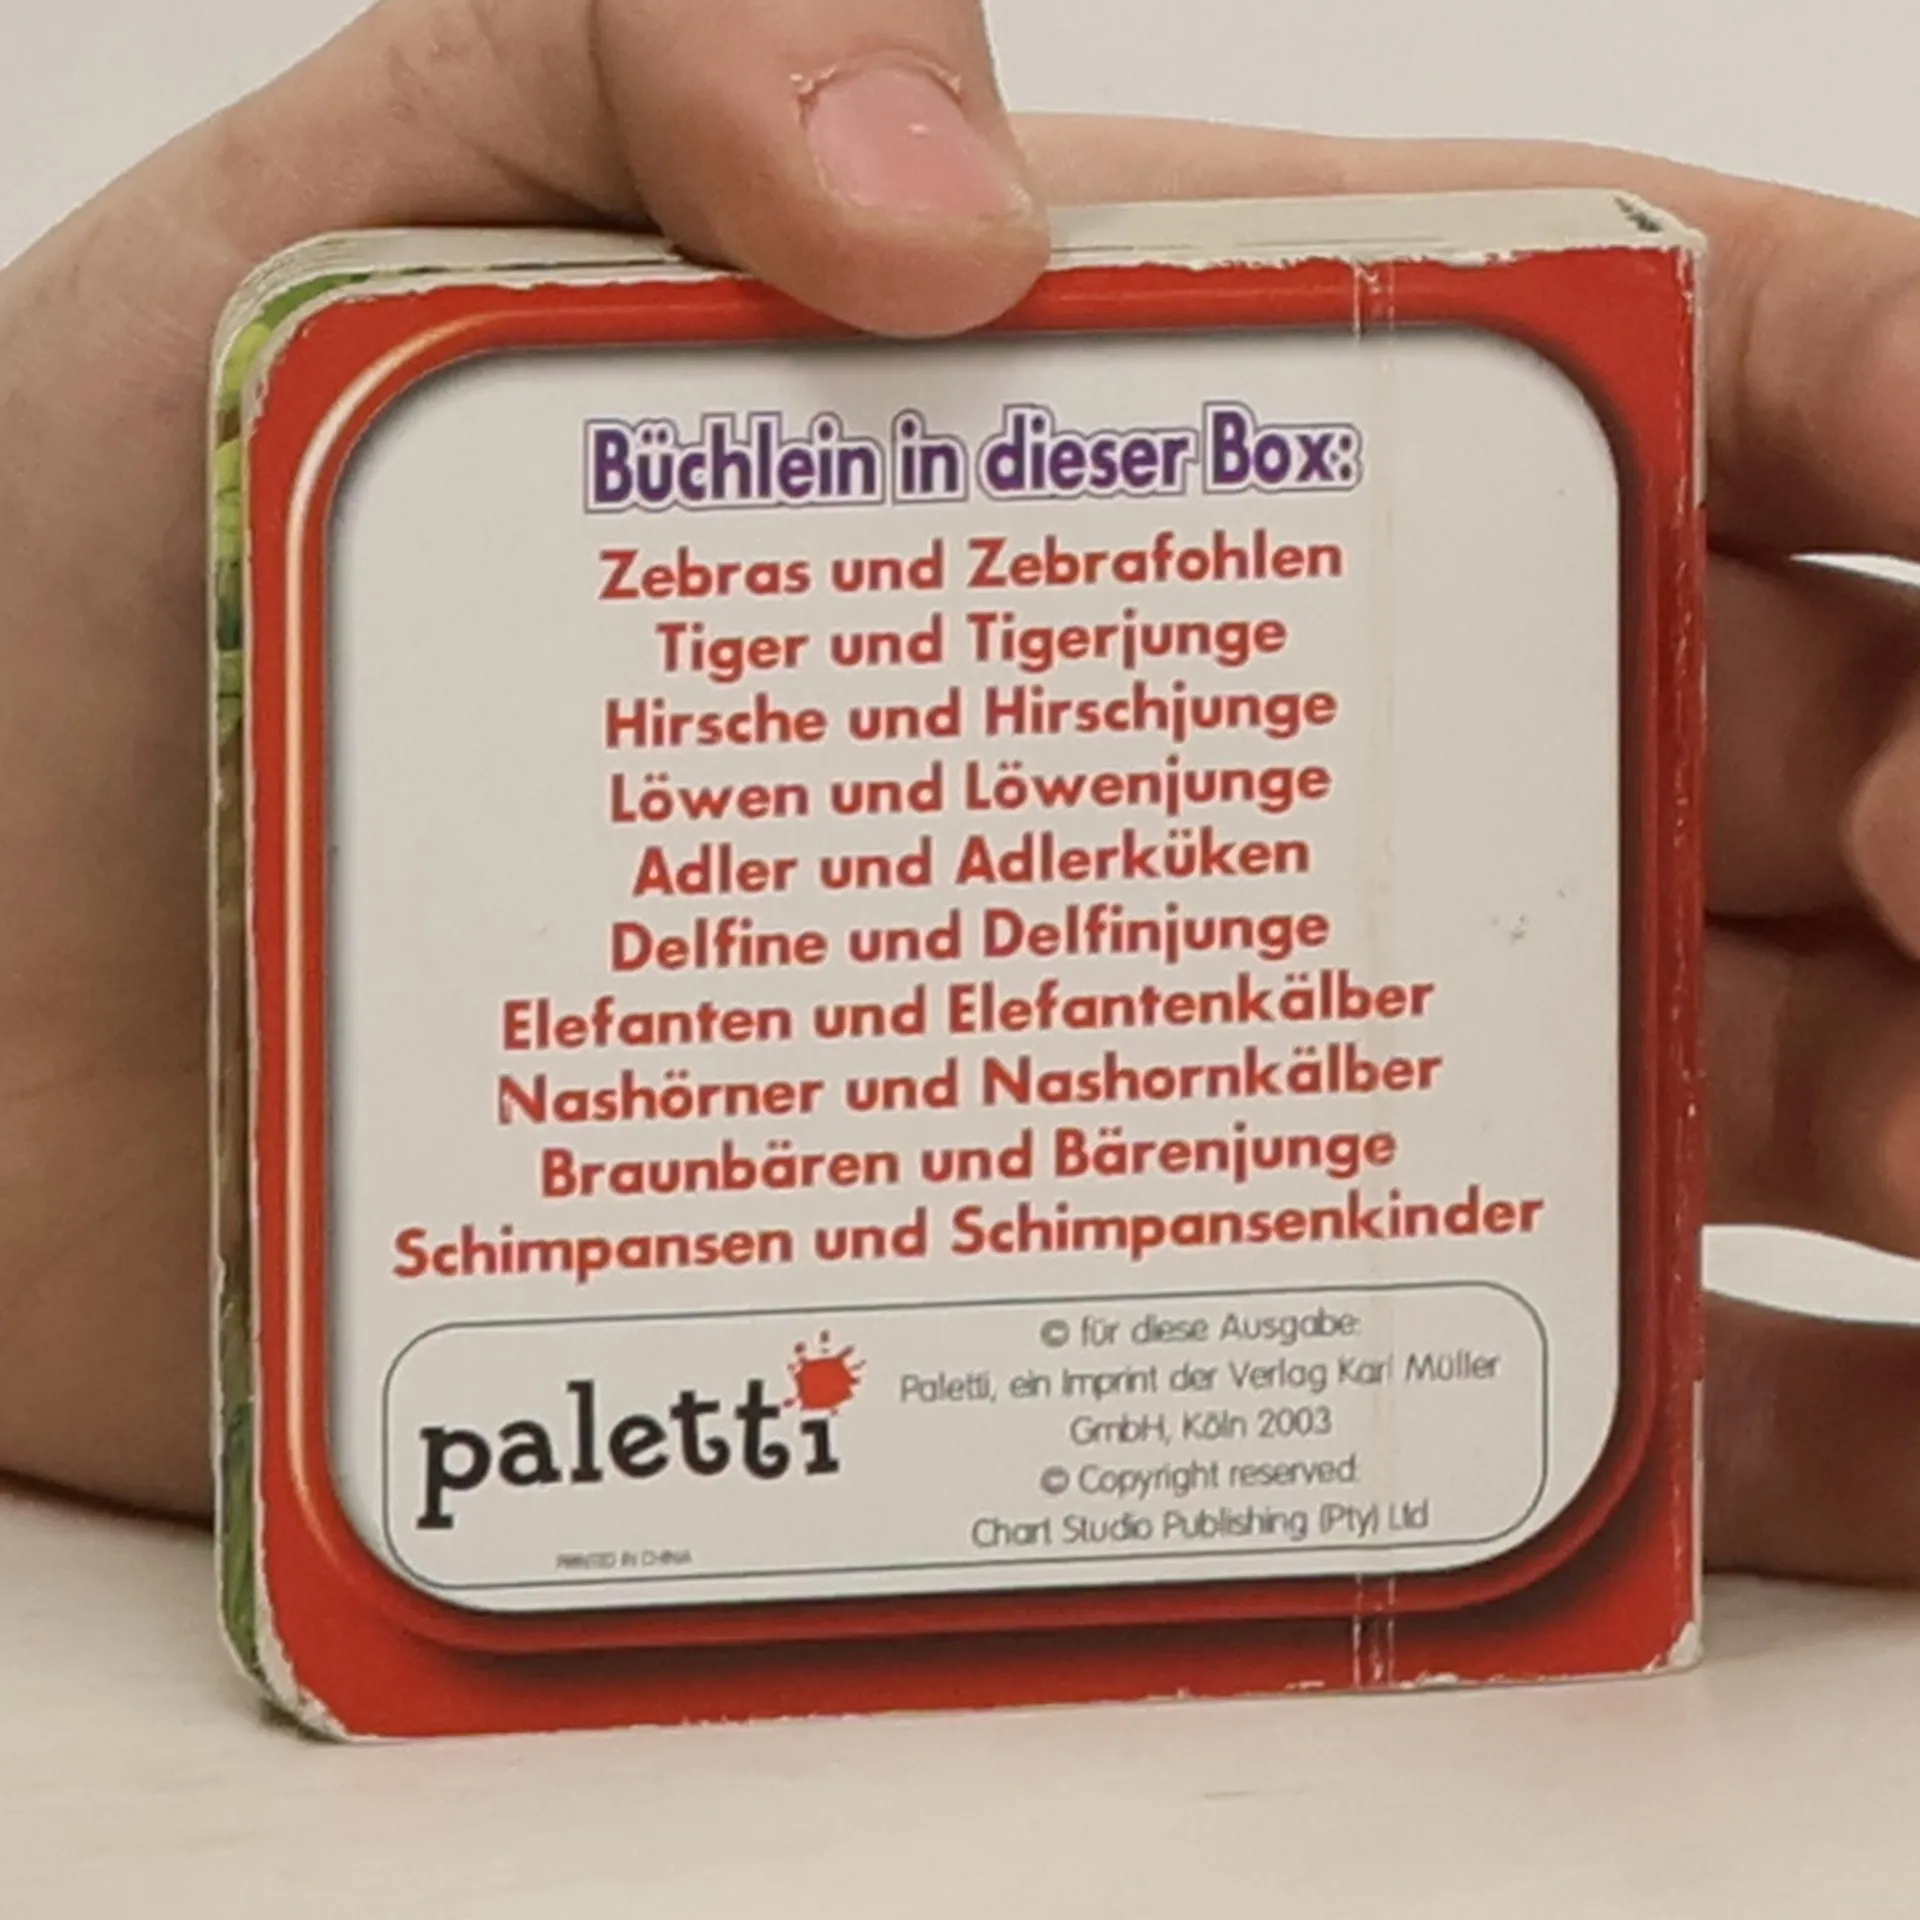 Büchlein in dieser Box:
Zebras und Zebrafohlen
Tiger und Tigerjunge
Hirsche und Hirschjunge
Löwen und Löwenjunge
Adler und Adlerküken
Delfine und Delfinjunge
Elefanten und Elefantenkälber
Nashörner und Nashornkälber
Braunbären und Bärenjunge
Schimpansen und Schimpansenkinder
paletti
© für diese Ausgabe:
Paletti, ein Imprint der Verlag Karl Müller
GmbH, Köln 2003
© Copyright reserved:
Chart Studio Publishing (Pty) Ltd
PRINTED IN CHINA